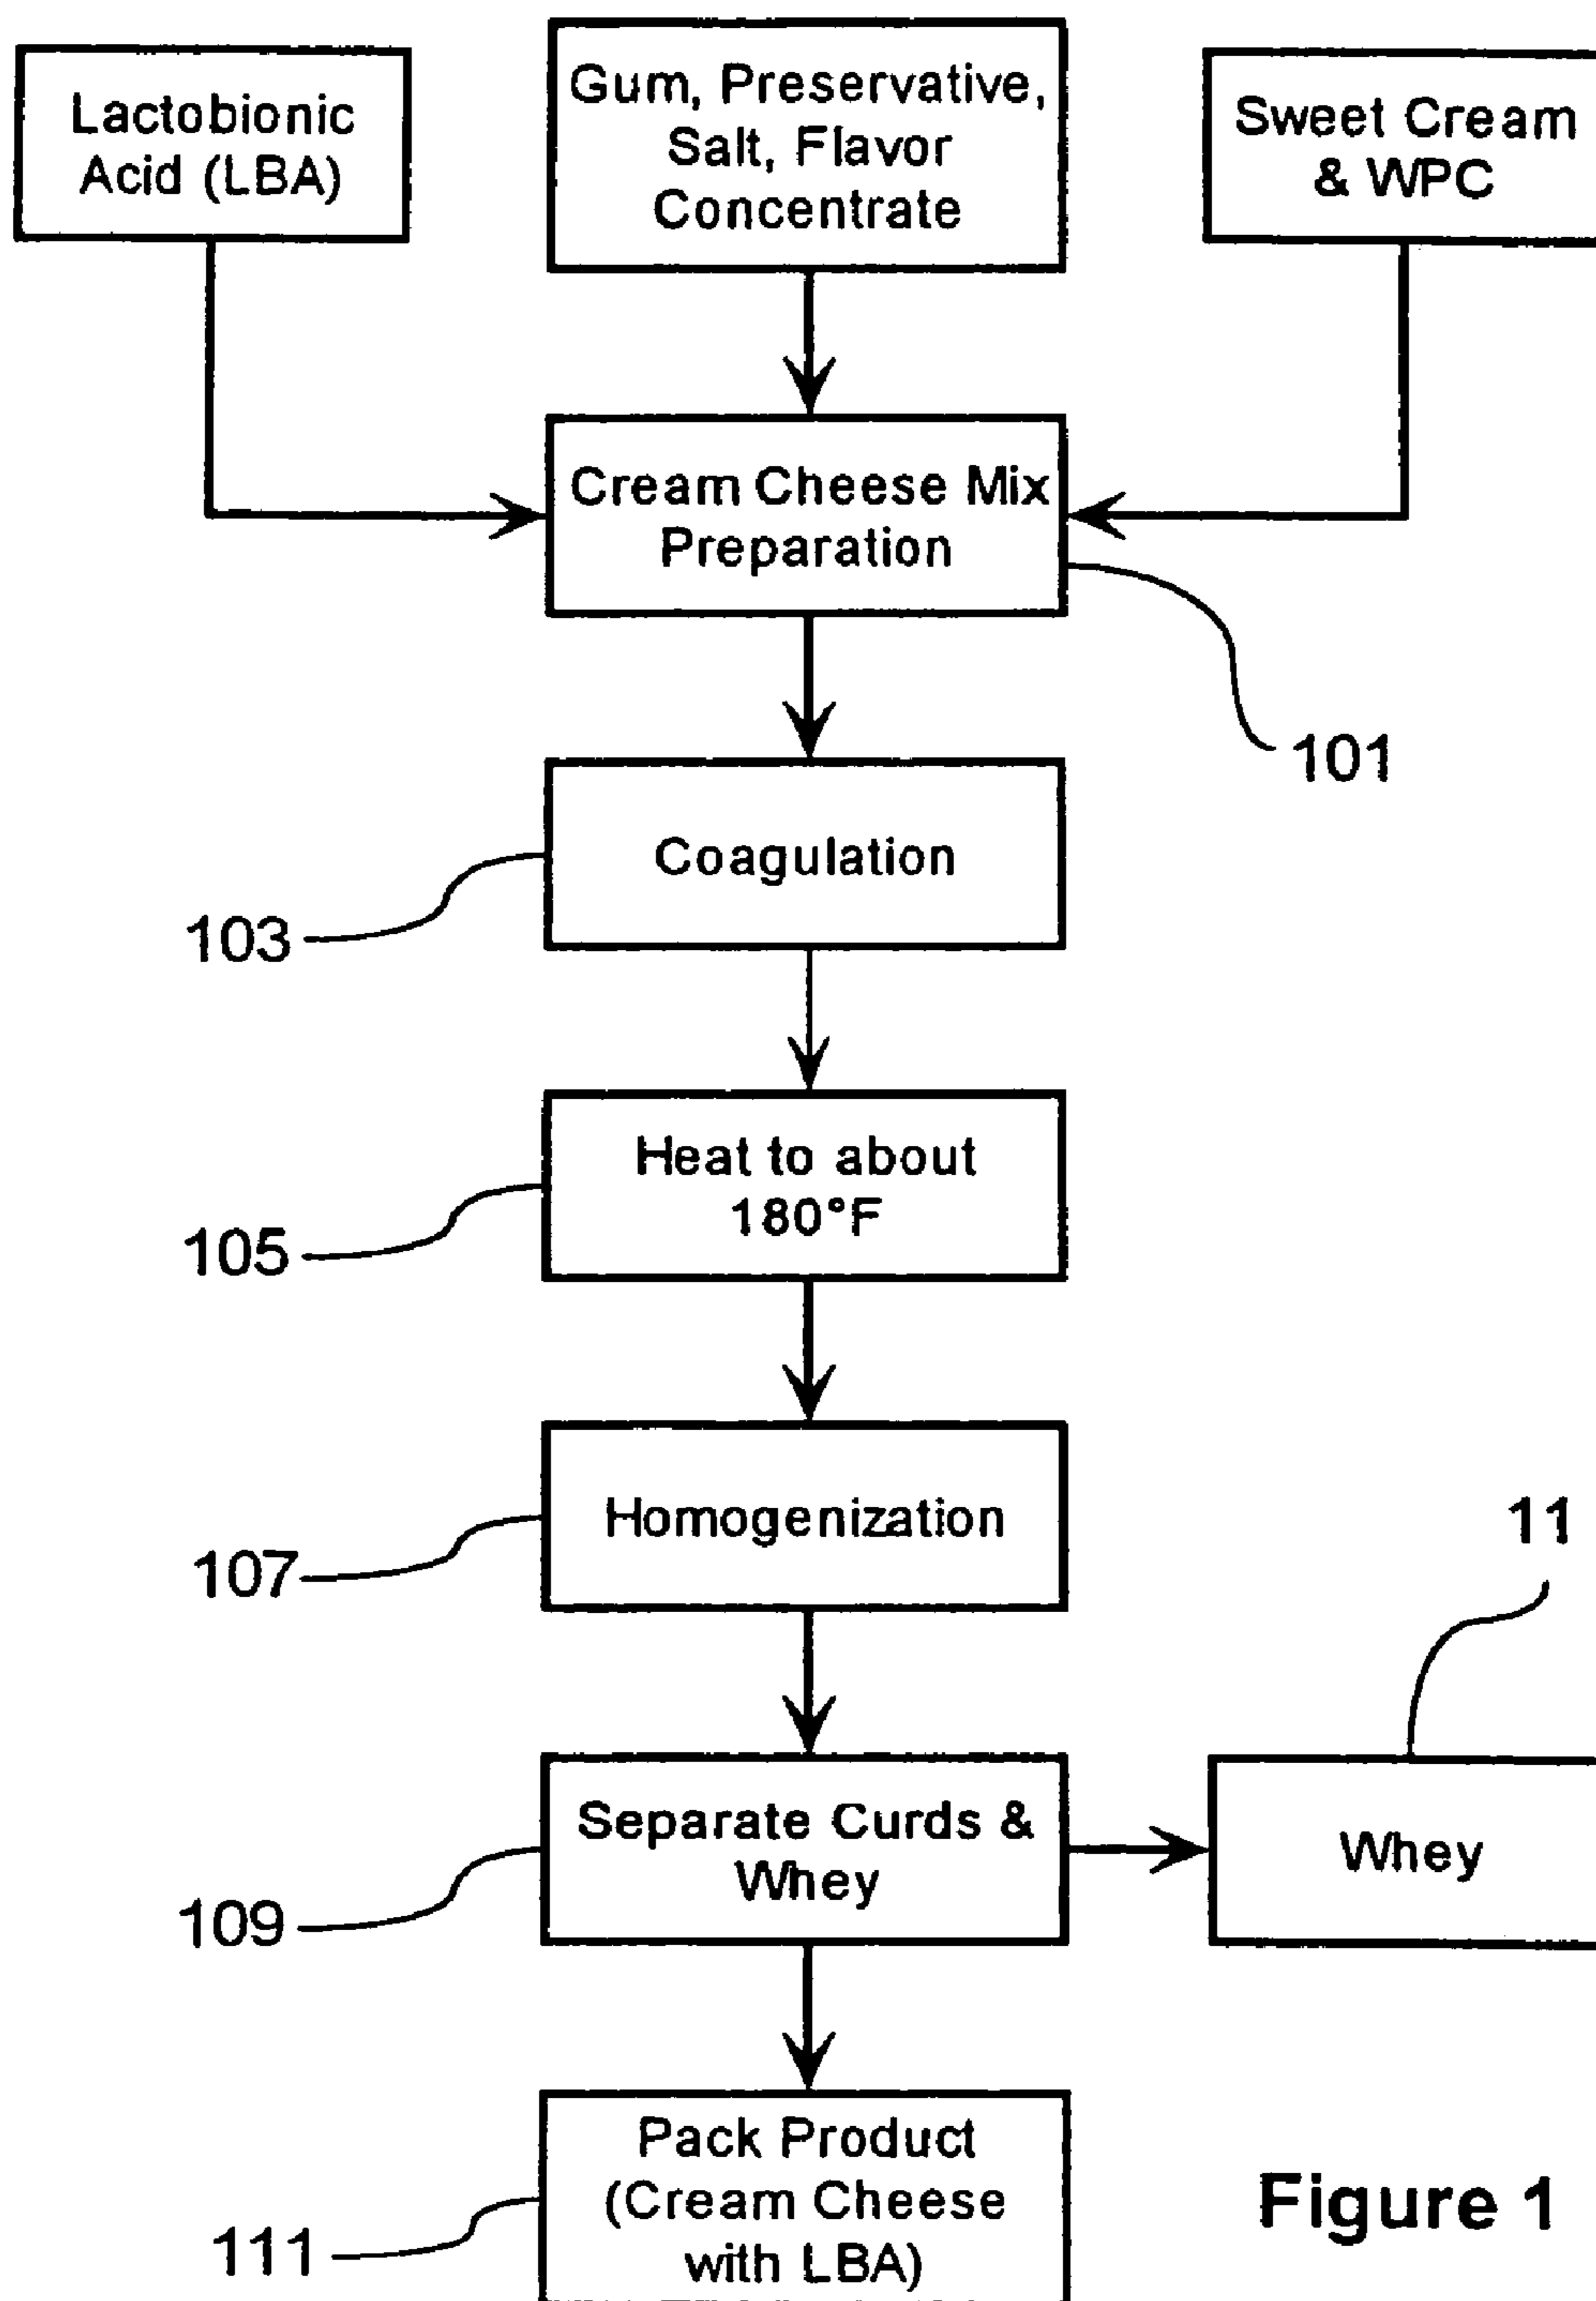 Lactobionic
Acid (LBA)
Gum, Preservative,
Salt, Flavor
Concentrate
Sweet Cream
& WPC
Cream Cheese Mix
Preparation
101
Coagulation
103
Heat to about
180°F
105
Homogenization
107
11
Separate Curds &
Whey
109
Whey
Pack Product
(Cream Cheese
with LBA)
111
Figure 1